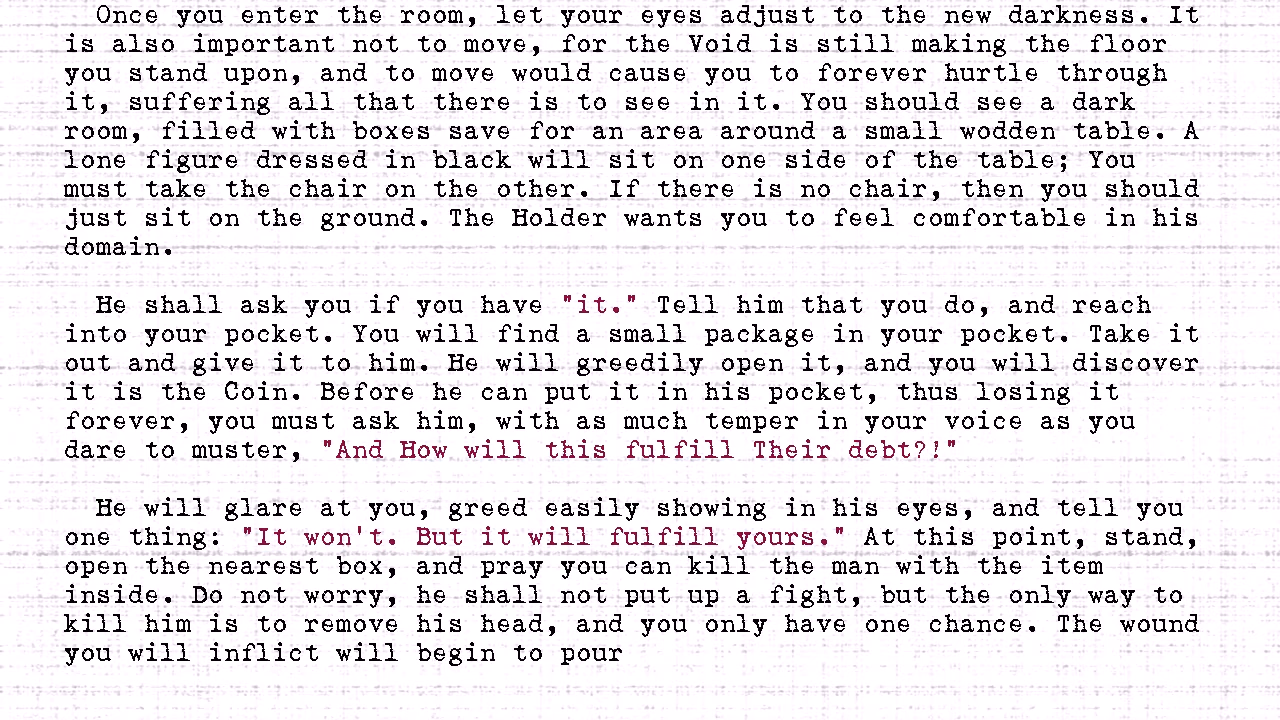 Once you enter the room, let your eyes adjust to the new darkness. It
is also important not to move, for the Void is still making the floor
you stand upon, and to move would cause you to forever hurtle through
it, suffering all that there is to see in it. You should see a dark
room, filled with boxes save for an area around a small wodden table. A
lone figure dressed in black will sit on one side of the table; You
must take the chair on the other. If there is no chair, then you should
just sit on the ground. The Holder wants you to feel comfortable in his
domain.
He shall ask you if you have "it." Tell him that you do, and reach
into your pocket. You will find a small package in your pocket. Take it
out and give it to him. He will greedily open it, and you will discover
it is the Coin. Before he can put it in his pocket, thus losing it
forever, you must ask him, with as much temper in your voice as you
dare to muster, "And How will this fulfill Their debt?!"
He will glare at you, greed easily showing in his eyes, and tell you
one thing: "It won't. But it will fulfill yours." At this point, stand,
open the nearest box, and pray you can kill the man with the item
inside. Do not worry, he shall not put up a fight, but the only way to
kill him is to remove his head, and you only have one chance. The wound
you will inflict will begin to pour